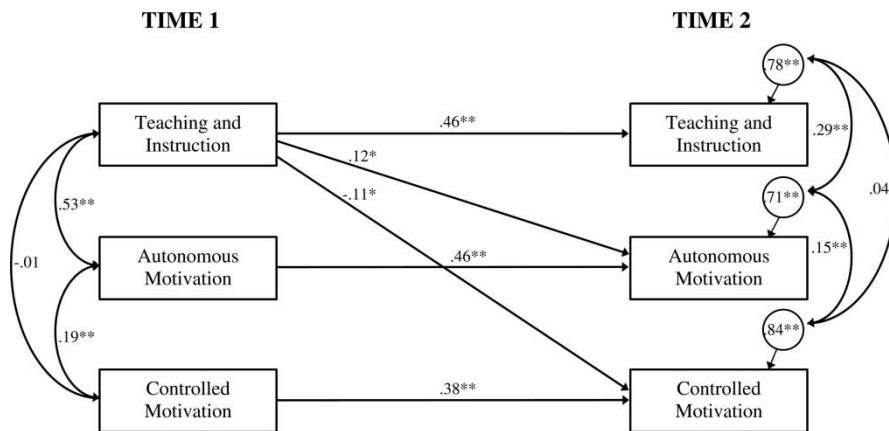 TIME 1
TIME 2
.78**
Teaching and
Instruction
.46**
Teaching and
Instruction
.29**
.12*
-.11*
.04
.53**
.71**
-.01
Autonomous
Motivation
.46**
Autonomous
Motivation
.15**
.19**
.84**
Controlled
Motivation
.38**
Controlled
Motivation